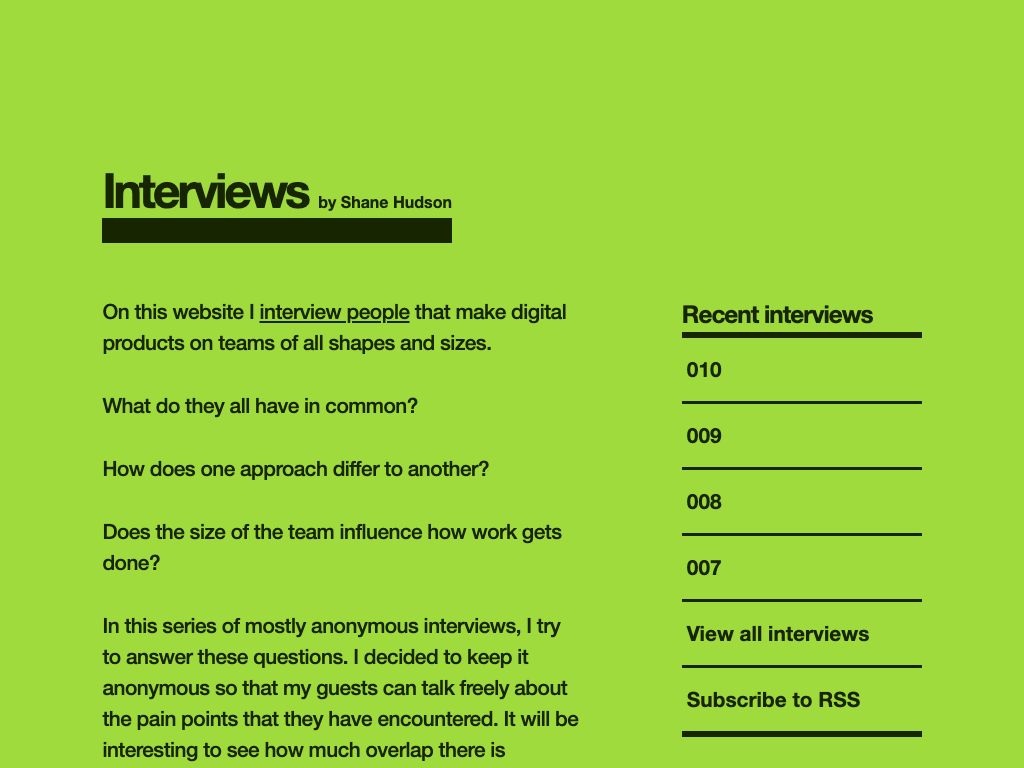 Interviews by Shane Hudson
On this website I interview people that make digital
products on teams of all shapes and sizes.
What do they all have in common?
How does one approach differ to another?
Does the size of the team influence how work gets
done?
In this series of mostly anonymous interviews, I try
to answer these questions. I decided to keep it
anonymous so that my guests can talk freely about
the pain points that they have encountered. It will be
interesting to see how much overlap there is
Recent interviews
010
009
008
007
View all interviews
Subscribe to RSS